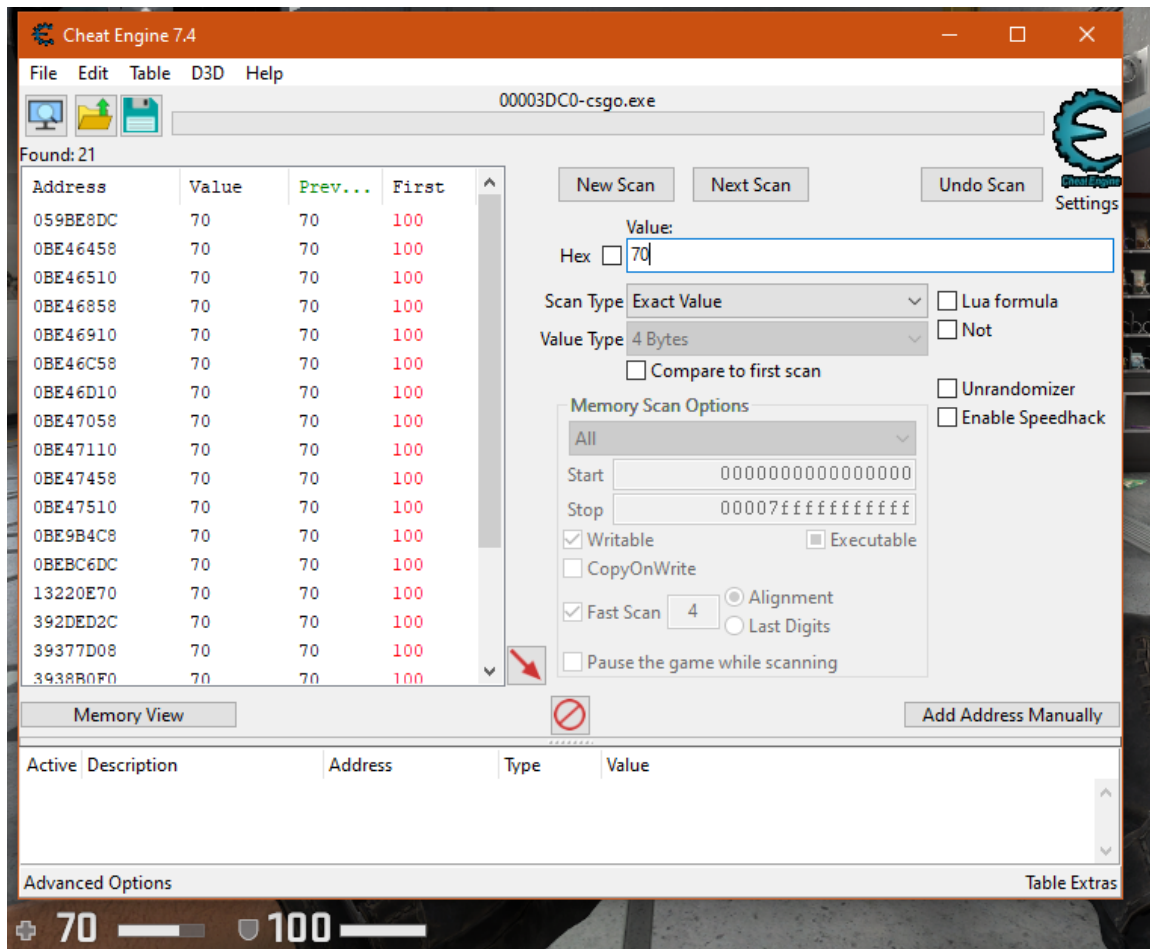 Cheat Engine 7.4
File Edit Table D3D Help
00003DC0-csgo.exe
Found: 21
Address Value Prev... First
059BE8DC 70 70 100
0BE46458 70 70 100
0BE46510 70 70 100
0BE46858 70 70 100
0BE46910 70 70 100
0BE46C58 70 70 100
0BE46D10 70 70 100
0BE47058 70 70 100
0BE47110 70 70 100
0BE47458 70 70 100
0BE47510 70 70 100
0BE9B4C8 70 70 100
0BEBC6DC 70 70 100
13220E70 70 70 100
392DED2C 70 70 100
39377D08 70 70 100
3938B0F0 70 70 100
New Scan Next Scan Undo Scan
Cheat Engine
Settings
Value:
Hex 70
Scan Type Exact Value
Lua formula
Value Type 4 Bytes
Not
Compare to first scan
Unrandomizer
Enable Speedhack
Memory Scan Options
All
Start 0000000000000000
Stop 00007fffffffffff
Writable Executable
CopyOnWrite
Fast Scan 4 Alignment
Last Digits
Pause the game while scanning
Memory View Add Address Manually
Active Description Address Type Value
Advanced Options Table Extras
70 100